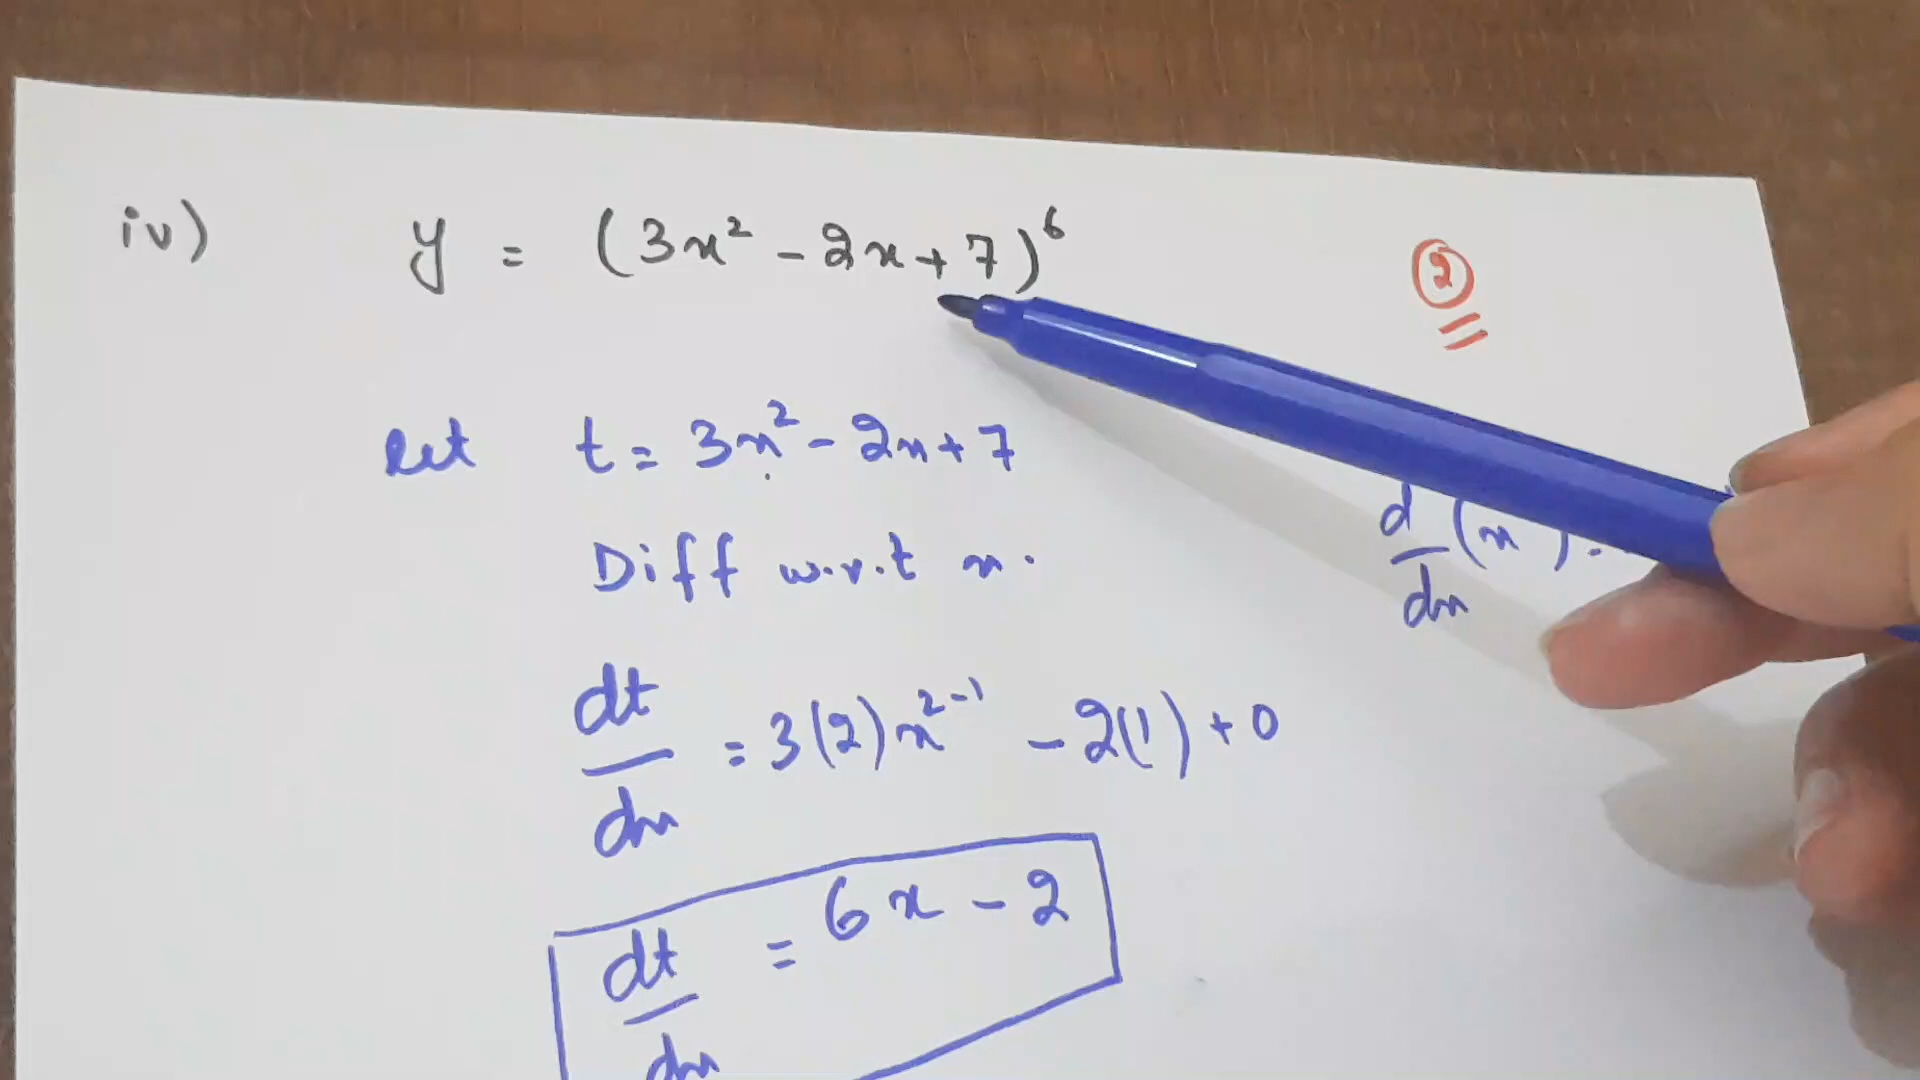 iv) y = (3x² - 2x + 7)⁶
②
Let t = 3x² - 2x + 7
Diff w.r.t x.
d/dx (x
dt/dx = 3(2)x²⁻¹ - 2(1) + 0
dt/dx = 6x - 2